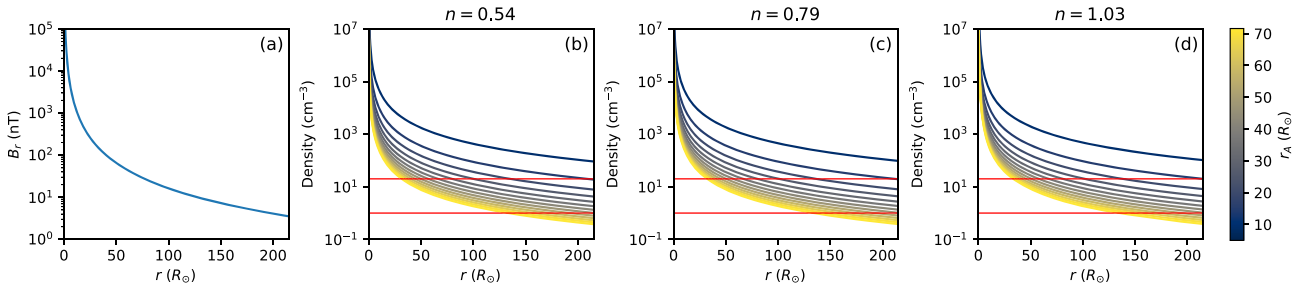 n = 0.54
n = 0.79
n = 1.03
(a)
(b)
(c)
(d)
B_r (nT)
10^5
10^4
10^3
10^2
10^1
10^0
0 50 100 150 200
r (R_⊙)
Density (cm^−3)
10^7
10^5
10^3
10^1
10^−1
0 50 100 150 200
r (R_⊙)
Density (cm^−3)
10^7
10^5
10^3
10^1
10^−1
0 50 100 150 200
r (R_⊙)
Density (cm^−3)
10^7
10^5
10^3
10^1
10^−1
0 50 100 150 200
r (R_⊙)
70
60
50
40
30
20
10
r_A (R_⊙)